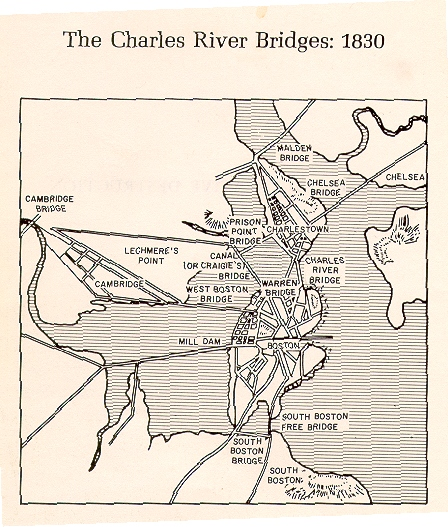 The Charles River Bridges: 1830
MALDEN
BRIDGE
CHELSEA
BRIDGE
CHELSEA
CAMBRIDGE
BRIDGE
PRISON
POINT
BRIDGE
CHARLESTOWN
LECHMERE'S
POINT
CANAL
(OR CRAIGIE'S)
BRIDGE
CHARLES
RIVER
BRIDGE
CAMBRIDGE
WEST BOSTON
BRIDGE
WARREN
BRIDGE
MILL DAM
BOSTON
SOUTH BOSTON
FREE BRIDGE
SOUTH
BOSTON
BRIDGE
SOUTH
BOSTON